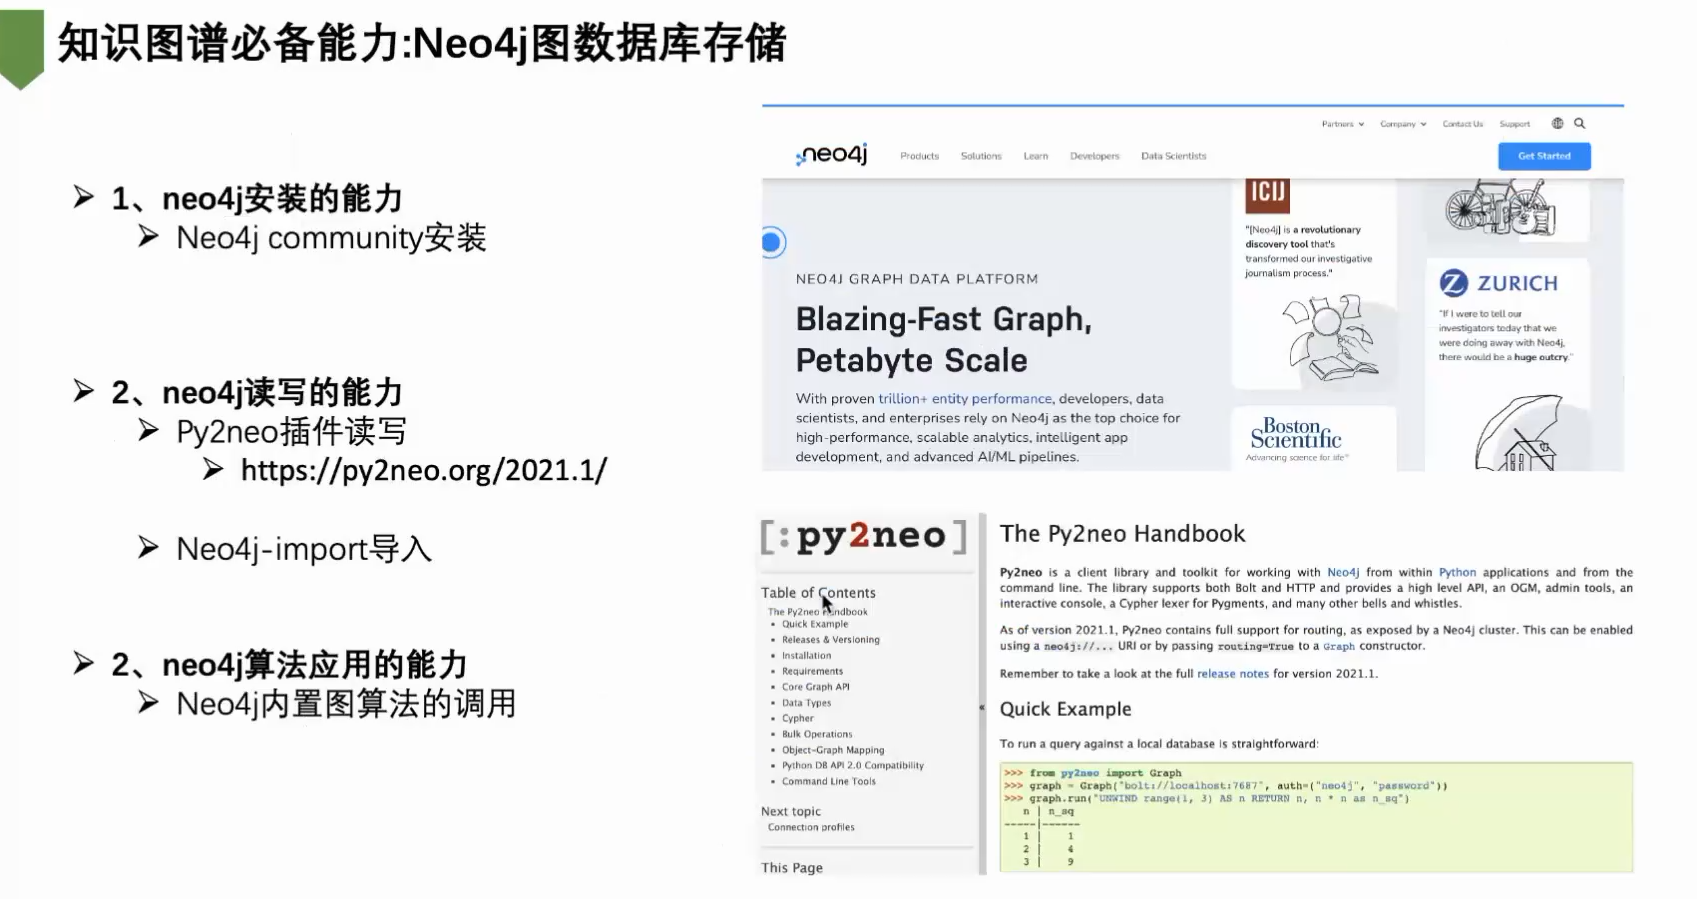 知识图谱必备能力:Neo4j图数据库存储
1、neo4j安装的能力
Neo4j community安装
2、neo4j读写的能力
Py2neo插件读写
https://py2neo.org/2021.1/
Neo4j-import导入
2、neo4j算法应用的能力
Neo4j内置图算法的调用
Partners Company Contact Us Support
neo4j Products Solutions Learn Developers Data Scientists Get Started
NEO4J GRAPH DATA PLATFORM
Blazing-Fast Graph,
Petabyte Scale
With proven trillion+ entity performance, developers, data
scientists, and enterprises rely on Neo4j as the top choice for
high-performance, scalable analytics, intelligent app
development, and advanced AI/ML pipelines.
ICIJ
"[Neo4j] is a revolutionary
discovery tool that's
transformed our investigative
journalism process."
Boston
Scientific
Advancing science for life™
ZURICH
"If I were to tell our
investigators today that we
were doing away with Neo4j,
there would be a huge outcry."
[:py2neo]
Table of Contents
The Py2neo Handbook
Quick Example
Releases & Versioning
Installation
Requirements
Core Graph API
Data Types
Cypher
Bulk Operations
Object-Graph Mapping
Python DB API 2.0 Compatibility
Command Line Tools
Next topic
Connection profiles
This Page
«
The Py2neo Handbook
Py2neo is a client library and toolkit for working with Neo4j from within Python applications and from the
command line. The library supports both Bolt and HTTP and provides a high level API, an OGM, admin tools, an
interactive console, a Cypher lexer for Pygments, and many other bells and whistles.
As of version 2021.1, Py2neo contains full support for routing, as exposed by a Neo4j cluster. This can be enabled
using a neo4j://... URI or by passing routing=True to a Graph constructor.
Remember to take a look at the full release notes for version 2021.1.
Quick Example
To run a query against a local database is straightforward:
>>> from py2neo import Graph
>>> graph = Graph("bolt://localhost:7687", auth=("neo4j", "password"))
>>> graph.run("UNWIND range(1, 3) AS n RETURN n, n * n as n_sq")
n | n_sq
-----|------
1 | 1
2 | 4
3 | 9